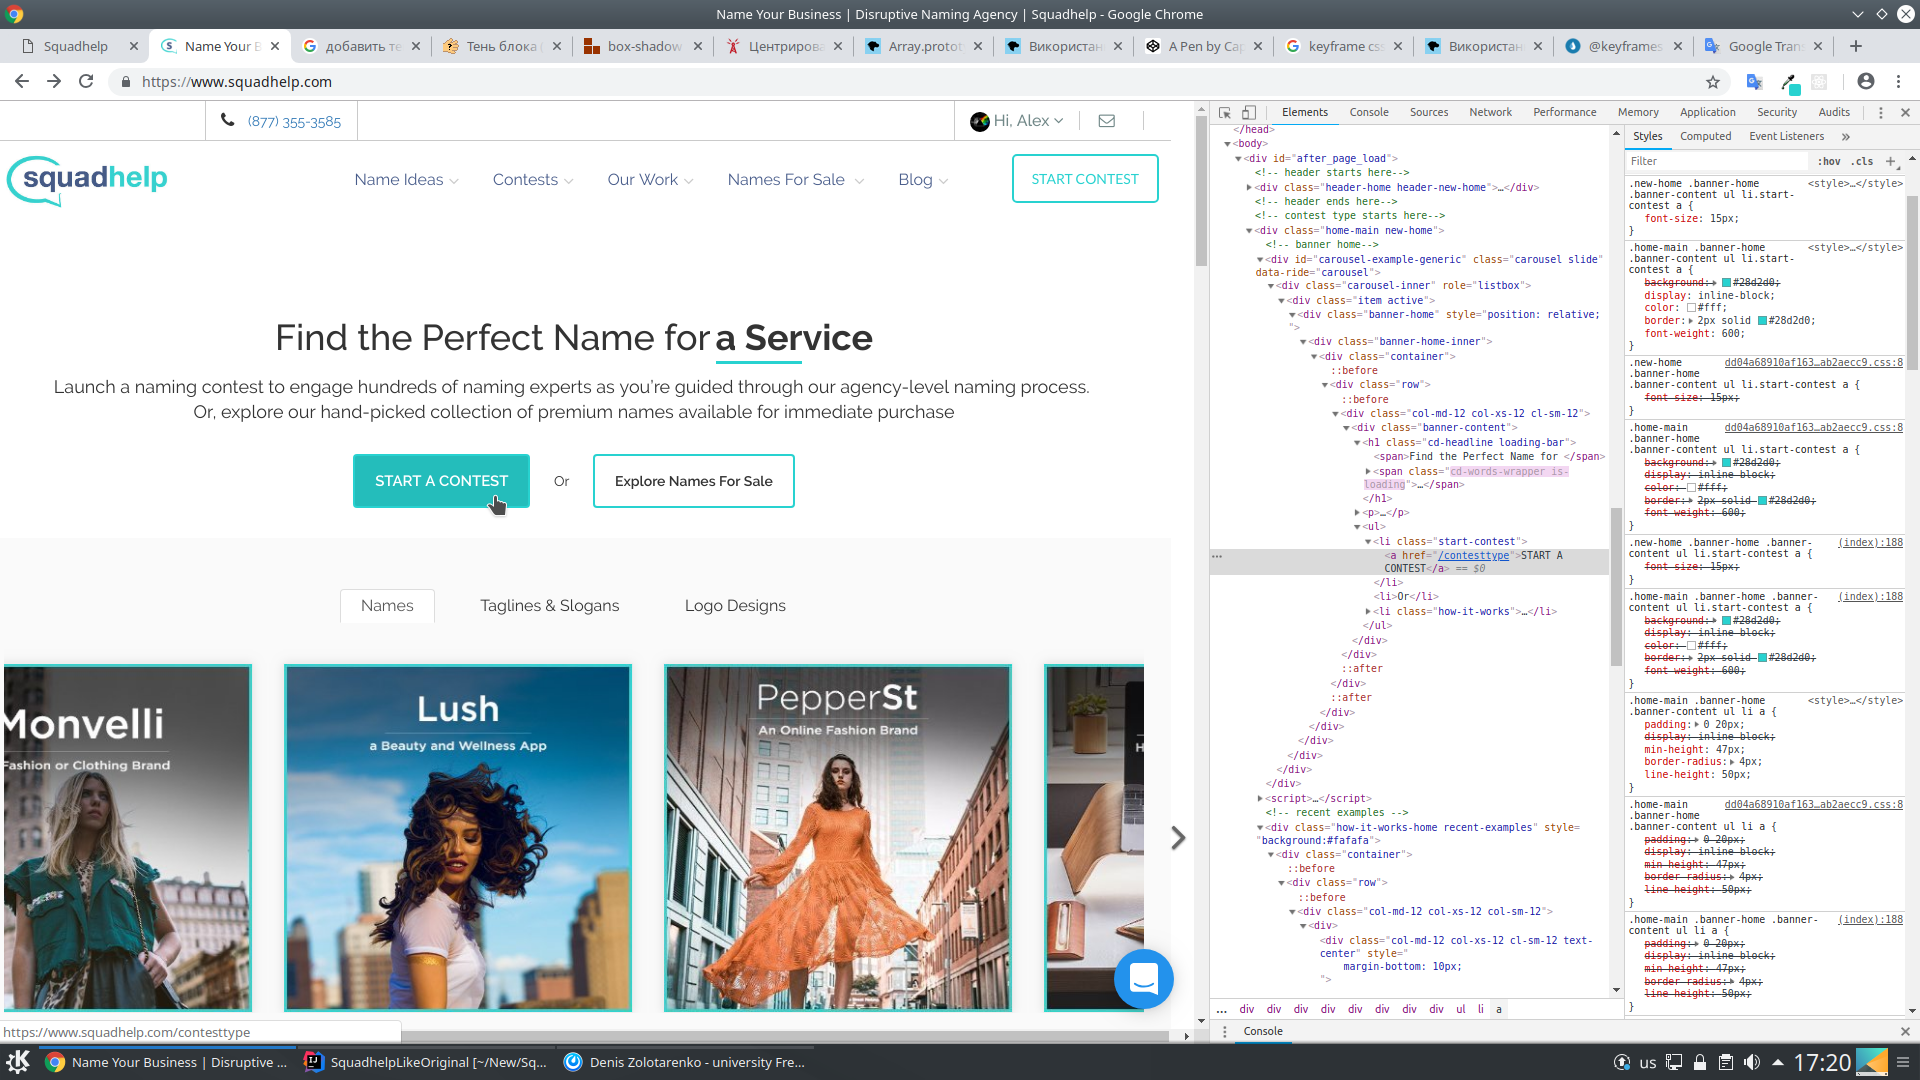 Name Your Business | Disruptive Naming Agency | Squadhelp - Google Chrome
Squadhelp
Name Your B
добавить те
Тень блока
box-shadow
Центрирова
Array.protot
Використан
A Pen by Cap
keyframe css
Використан
@keyframes
Google Tran
https://www.squadhelp.com
(877) 355-3585
Hi, Alex
squadhelp
Name Ideas
Contests
Our Work
Names For Sale
Blog
START CONTEST
Find the Perfect Name for a Service
Launch a naming contest to engage hundreds of naming experts as you're guided through our agency-level naming process.
Or, explore our hand-picked collection of premium names available for immediate purchase
START A CONTEST
Or
Explore Names For Sale
Names
Taglines & Slogans
Logo Designs
Monvelli
Fashion or Clothing Brand
Lush
a Beauty and Wellness App
PepperSt
An Online Fashion Brand
H
https://www.squadhelp.com/contesttype
Elements
Console
Sources
Network
Performance
Memory
Application
Security
Audits
</head>
<body>
<div id="after_page_load">
<!-- header starts here-->
<div class="header-home header-new-home">…</div>
<!-- header ends here-->
<!-- contest type starts here-->
<div class="home-main new-home">
<!-- banner home-->
<div id="carousel-example-generic" class="carousel slide"
data-ride="carousel">
<div class="carousel-inner" role="listbox">
<div class="item active">
<div class="banner-home" style="position: relative;
">
<div class="banner-home-inner">
<div class="container">
::before
<div class="row">
::before
<div class="col-md-12 col-xs-12 cl-sm-12">
<div class="banner-content">
<h1 class="cd-headline loading-bar">
<span>Find the Perfect Name for </span>
<span class="cd-words-wrapper is-
loading">…</span>
</h1>
<p>…</p>
<ul>
<li class="start-contest">
<a href="/contesttype">START A
CONTEST</a> == $0
</li>
<li>Or</li>
<li class="how-it-works">…</li>
</ul>
</div>
</div>
::after
</div>
::after
</div>
</div>
</div>
</div>
</div>
</div>
<script>…</script>
<!-- recent examples -->
<div class="how-it-works-home recent-examples" style=
"background:#fafafa">
<div class="container">
::before
<div class="row">
::before
<div class="col-md-12 col-xs-12 col-sm-12">
<div>
<div class="col-md-12 col-xs-12 cl-sm-12 text-
center" style="
margin-bottom: 10px;
">
... div div div div div div div div ul li a
Console
Styles
Computed
Event Listeners
Filter
:hov .cls +
.new-home .banner-home <style>…</style>
.banner-content ul li.start-
contest a {
font-size: 15px;
}
.home-main .banner-home <style>…</style>
.banner-content ul li.start-
contest a {
background: #28d2d0;
display: inline-block;
color: #fff;
border: 2px solid #28d2d0;
font-weight: 600;
}
.new-home dd04a68910af163…ab2aecc9.css:8
.banner-home
.banner-content ul li.start-contest a {
font-size: 15px;
}
.home-main dd04a68910af163…ab2aecc9.css:8
.banner-home
.banner-content ul li.start-contest a {
background: #28d2d0;
display: inline-block;
color: #fff;
border: 2px solid #28d2d0;
font-weight: 600;
}
.new-home .banner-home .banner- (index):188
content ul li.start-contest a {
font-size: 15px;
}
.home-main .banner-home .banner- (index):188
content ul li.start-contest a {
background: #28d2d0;
display: inline-block;
color: #fff;
border: 2px solid #28d2d0;
font-weight: 600;
}
.home-main .banner-home <style>…</style>
.banner-content ul li a {
padding: 0 20px;
display: inline-block;
min-height: 47px;
border-radius: 4px;
line-height: 50px;
}
.home-main dd04a68910af163…ab2aecc9.css:8
.banner-home
.banner-content ul li a {
padding: 0 20px;
display: inline-block;
min-height: 47px;
border-radius: 4px;
line-height: 50px;
}
.home-main .banner-home .banner- (index):188
content ul li a {
padding: 0 20px;
display: inline-block;
min-height: 47px;
border-radius: 4px;
line-height: 50px;
}
Name Your Business | Disruptive ...
SquadhelpLikeOriginal [~/New/Sq...
Denis Zolotarenko - university Fre...
us
17:20